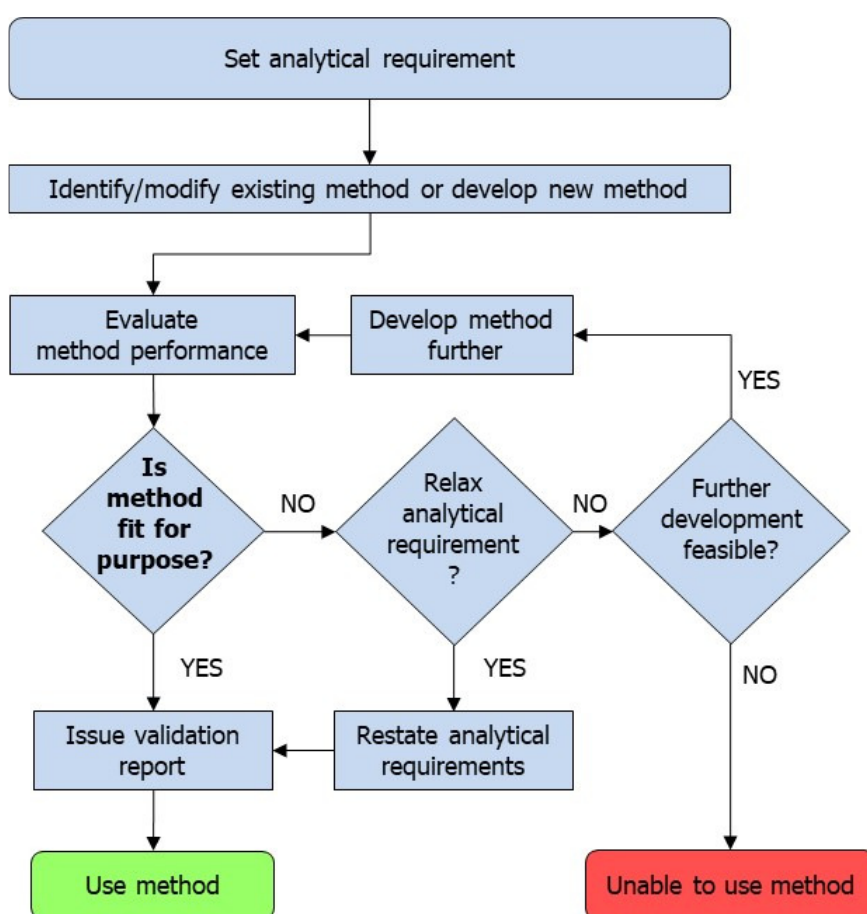 Set analytical requirement
Identify/modify existing method or develop new method
Evaluate
method performance
Develop method
further
YES
Is
method
fit for
purpose?
NO
Relax
analytical
requirement
?
NO
Further
development
feasible?
YES
YES
NO
Issue validation
report
Restate analytical
requirements
Use method
Unable to use method